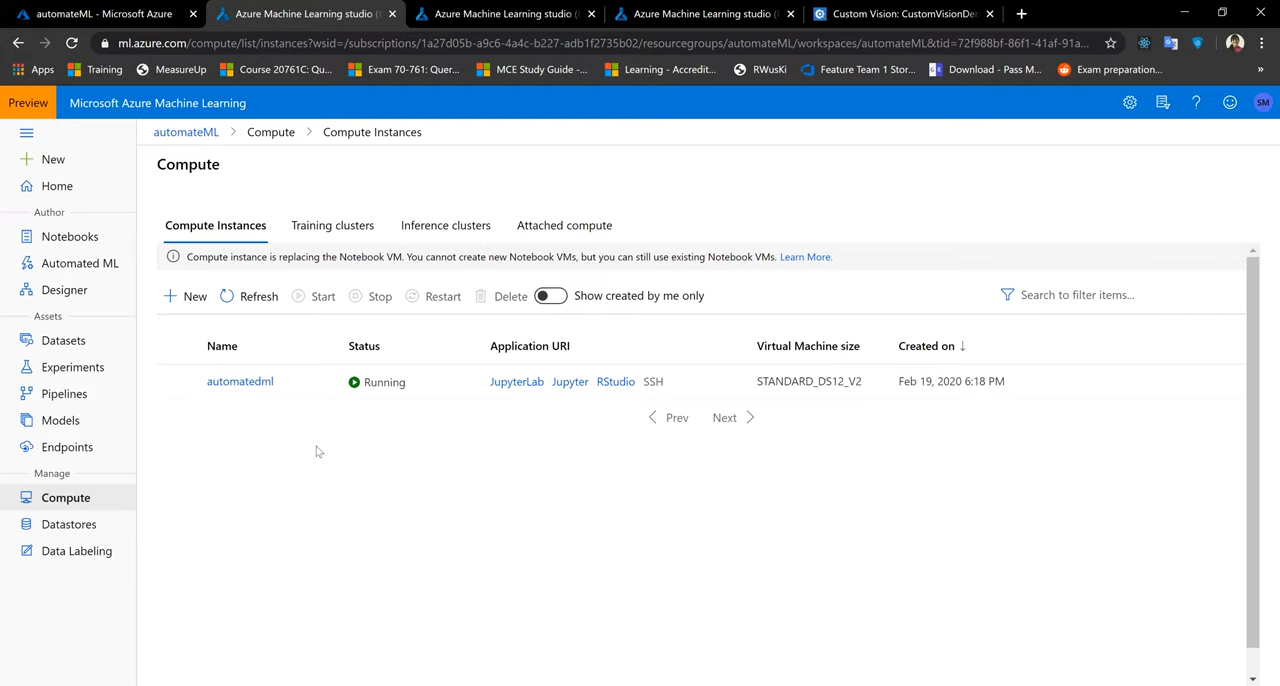 automateML - Microsoft Azure
Azure Machine Learning studio (
Azure Machine Learning studio (
Azure Machine Learning studio (
Custom Vision: CustomVisionDer
ml.azure.com/compute/list/instances?wsid=/subscriptions/1a27d05b-a9c6-4a4c-b227-adb1f2735b02/resourcegroups/automateML/workspaces/automateML&tid=72f988bf-86f1-41af-91a...
Apps
Training
MeasureUp
Course 20761C: Qu...
Exam 70-761: Quer...
MCE Study Guide -...
Learning - Accredit...
RWusKi
Feature Team 1 Stor...
Download - Pass M...
Exam preparation...
»
Preview
Microsoft Azure Machine Learning
SM
automateML > Compute > Compute Instances
New
Home
Author
Notebooks
Automated ML
Designer
Assets
Datasets
Experiments
Pipelines
Models
Endpoints
Manage
Compute
Datastores
Data Labeling
Compute
Compute Instances
Training clusters
Inference clusters
Attached compute
Compute instance is replacing the Notebook VM. You cannot create new Notebook VMs, but you can still use existing Notebook VMs. Learn More.
New
Refresh
Start
Stop
Restart
Delete
Show created by me only
Search to filter items...
Name Status Application URI Virtual Machine size Created on ↓
automatedml Running JupyterLab Jupyter RStudio SSH STANDARD_DS12_V2 Feb 19, 2020 6:18 PM
Prev Next